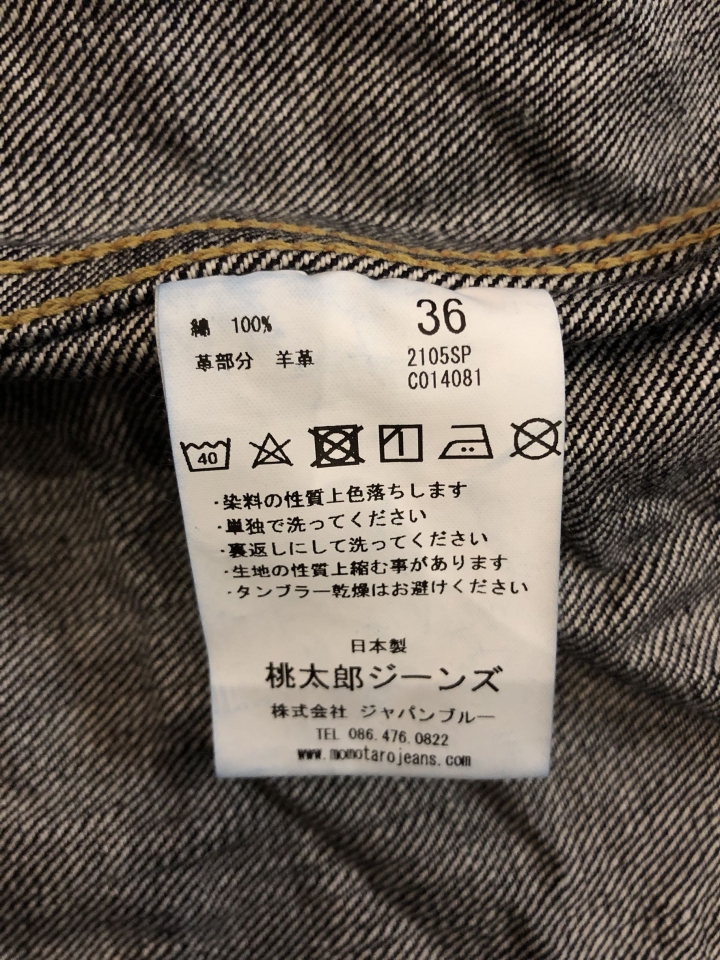 綿 100% 36
革部分 羊革 2105SP
C014081
40
・染料の性質上色落ちします
・単独で洗ってください
・裏返しにして洗ってください
・生地の性質上縮む事があります
・タンブラー乾燥はお避けください
日本製
桃太郎ジーンズ
株式会社 ジャパンブルー
TEL 086.476.0822
www.momotarojeans.com